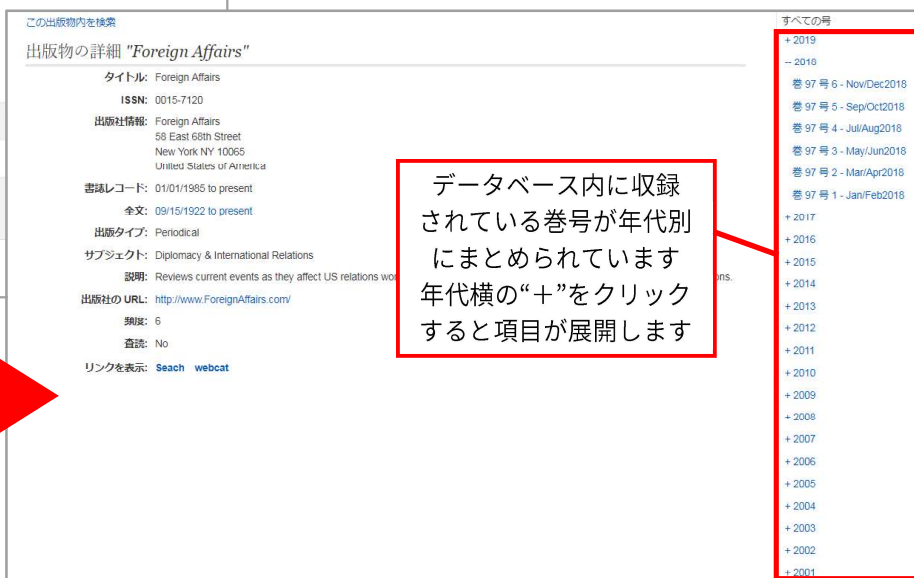 この出版物内を検索
出版物の詳細 "Foreign Affairs"
タイトル: Foreign Affairs
ISSN: 0015-7120
出版社情報: Foreign Affairs
58 East 68th Street
New York NY 10065
United States of America
書誌レコード: 01/01/1985 to present
全文: 09/15/1922 to present
出版タイプ: Periodical
サブジェクト: Diplomacy & International Relations
説明: Reviews current events as they affect US relations
出版社の URL: http://www.ForeignAffairs.com/
頻度: 6
査読: No
リンクを表示: Seach webcat
データベース内に収録
されている巻号が年代別
にまとめられています
年代横の“＋”をクリック
すると項目が展開します
すべての号
+ 2019
-- 2018
巻 97 号 6 - Nov/Dec2018
巻 97 号 5 - Sep/Oct2018
巻 97 号 4 - Jul/Aug2018
巻 97 号 3 - May/Jun2018
巻 97 号 2 - Mar/Apr2018
巻 97 号 1 - Jan/Feb2018
+ 2017
+ 2016
+ 2015
+ 2014
+ 2013
+ 2012
+ 2011
+ 2010
+ 2009
+ 2008
+ 2007
+ 2006
+ 2005
+ 2004
+ 2003
+ 2002
+ 2001